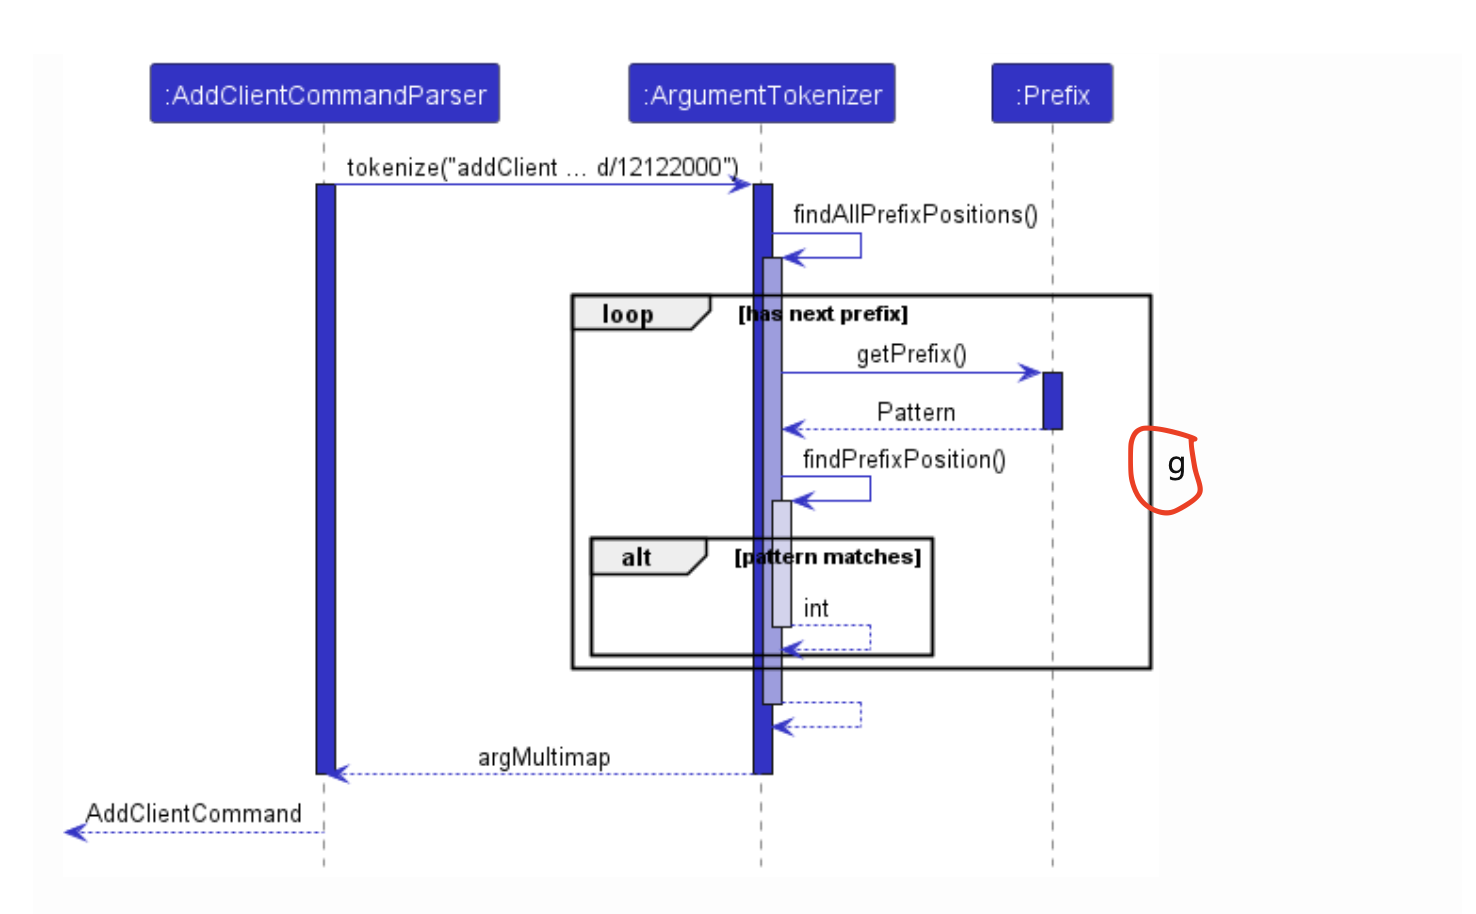 :AddClientCommandParser
:ArgumentTokenizer
:Prefix
tokenize("addClient ... d/12122000")
findAllPrefixPositions()
loop
[has next prefix]
getPrefix()
Pattern
findPrefixPosition()
g
alt
[pattern matches]
int
argMultimap
AddClientCommand